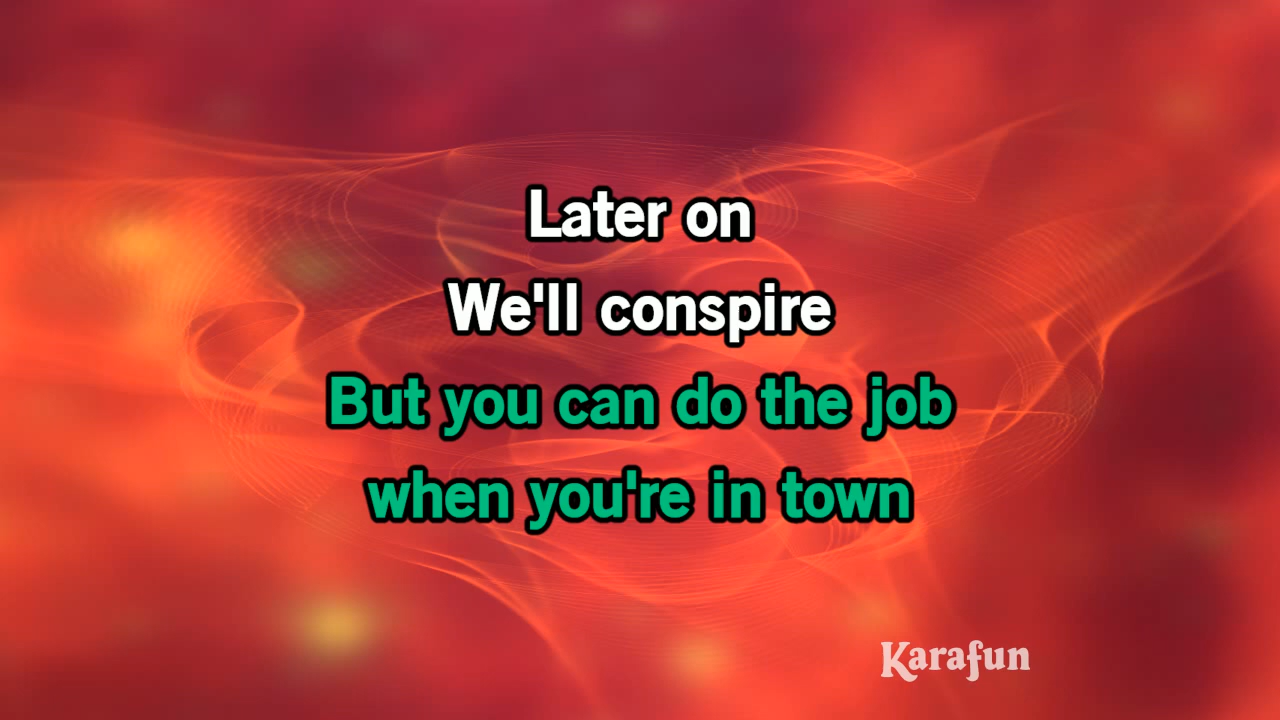 Later on
We'll conspire
But you can do the job
when you're in town
Karafun